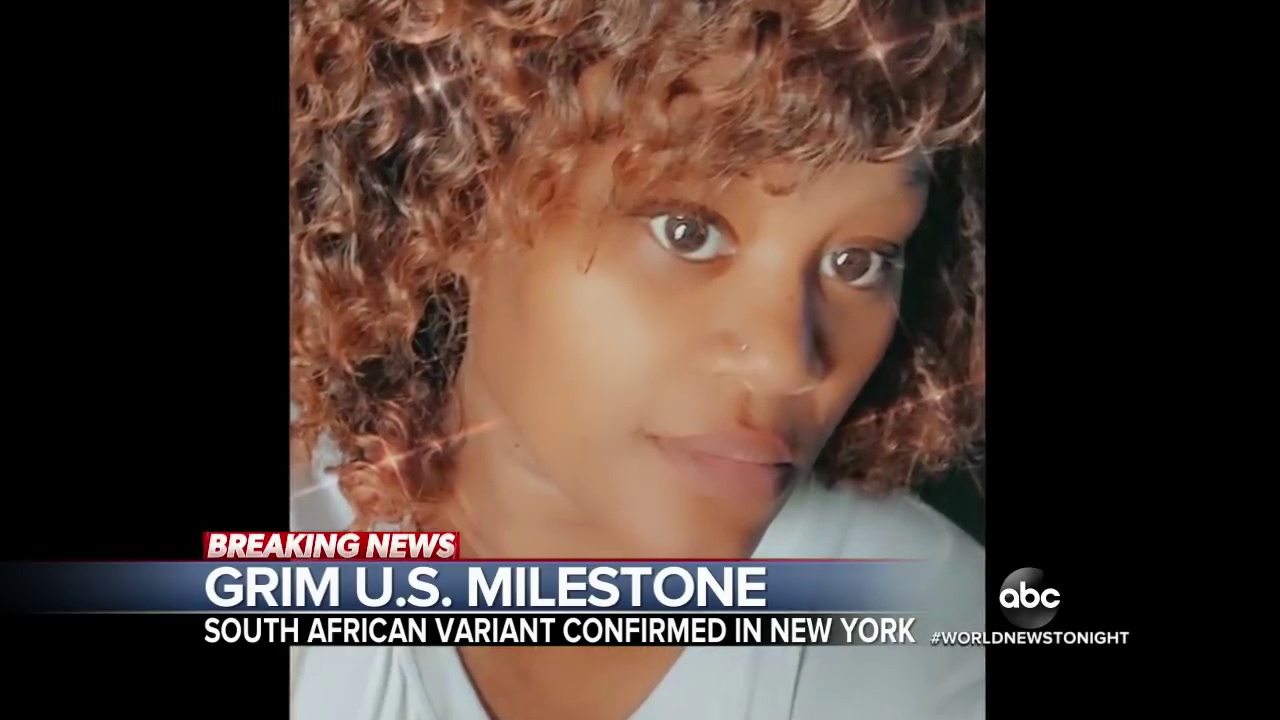 BREAKING NEWS
GRIM U.S. MILESTONE
SOUTH AFRICAN VARIANT CONFIRMED IN NEW YORK
abc
#WORLDNEWSTONIGHT